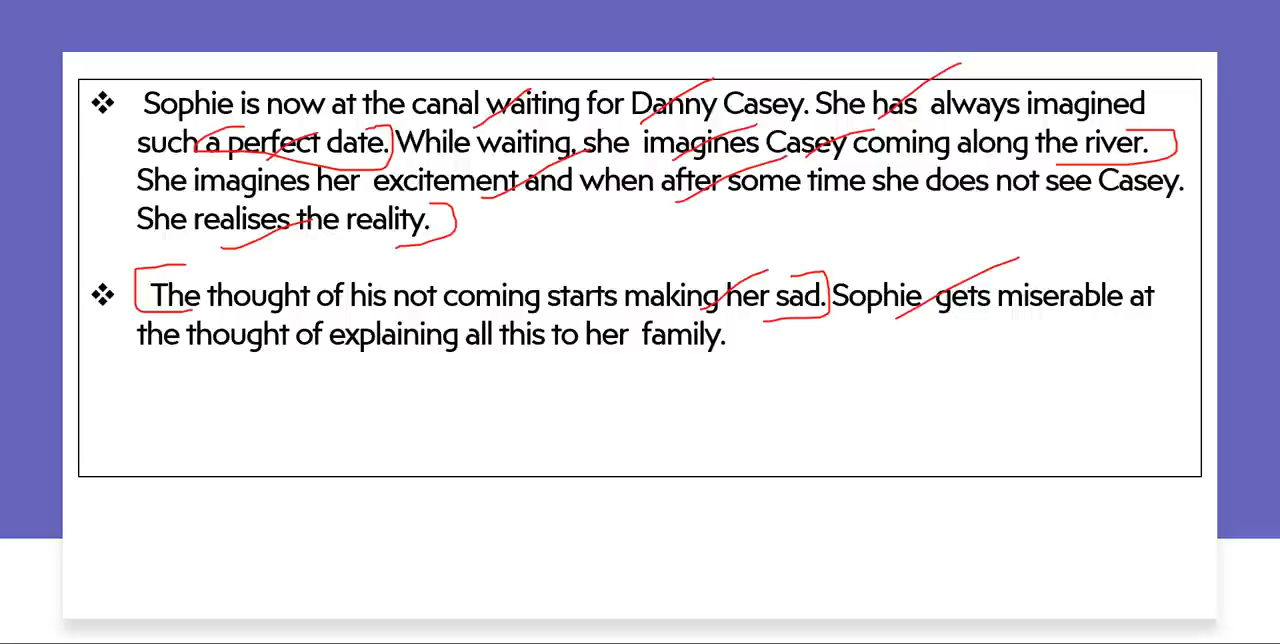 ❖ Sophie is now at the canal waiting for Danny Casey. She has always imagined
such a perfect date. While waiting, she imagines Casey coming along the river.
She imagines her excitement and when after some time she does not see Casey.
She realises the reality.
❖ The thought of his not coming starts making her sad. Sophie gets miserable at
the thought of explaining all this to her family.